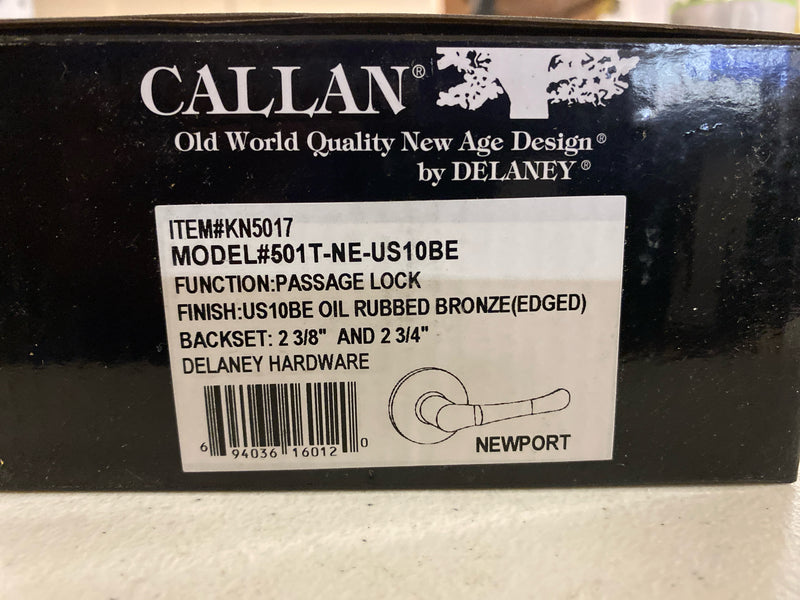 CALLAN®
Old World Quality New Age Design®
by DELANEY®
ITEM#KN5017
MODEL#501T-NE-US10BE
FUNCTION:PASSAGE LOCK
FINISH:US10BE OIL RUBBED BRONZE(EDGED)
BACKSET: 2 3/8" AND 2 3/4"
DELANEY HARDWARE
6 94036 16012 0
NEWPORT